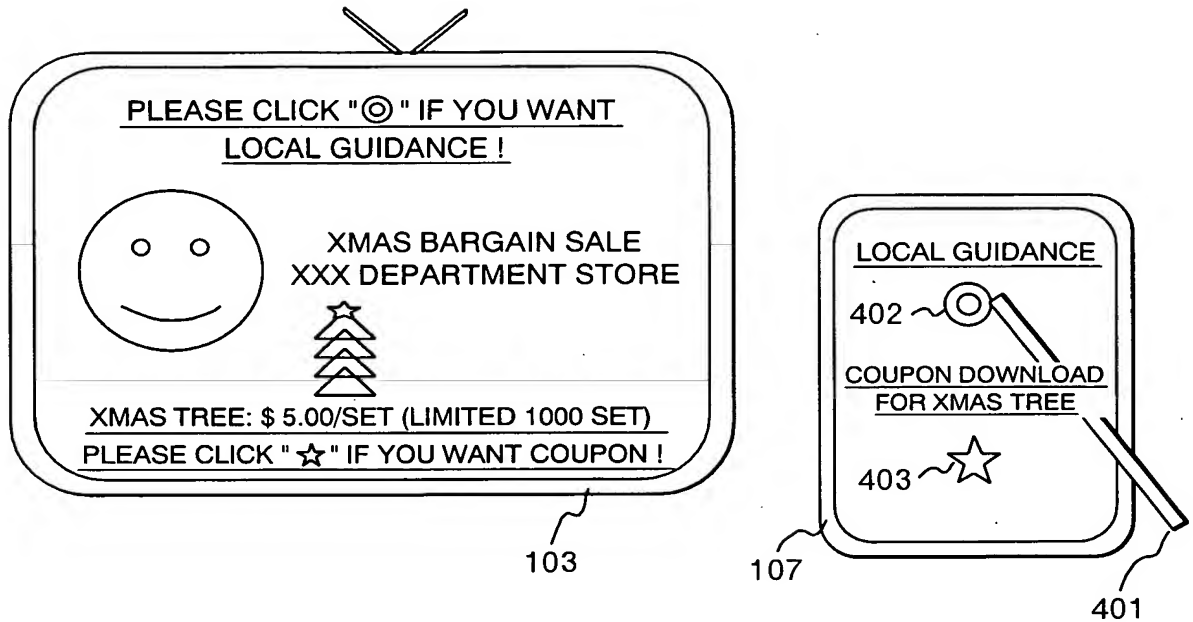 PLEASE CLICK "◎" IF YOU WANT
LOCAL GUIDANCE !
XMAS BARGAIN SALE
XXX DEPARTMENT STORE
XMAS TREE: $ 5.00/SET (LIMITED 1000 SET)
PLEASE CLICK " ☆ " IF YOU WANT COUPON !
103
LOCAL GUIDANCE
402
COUPON DOWNLOAD
FOR XMAS TREE
403
107
401